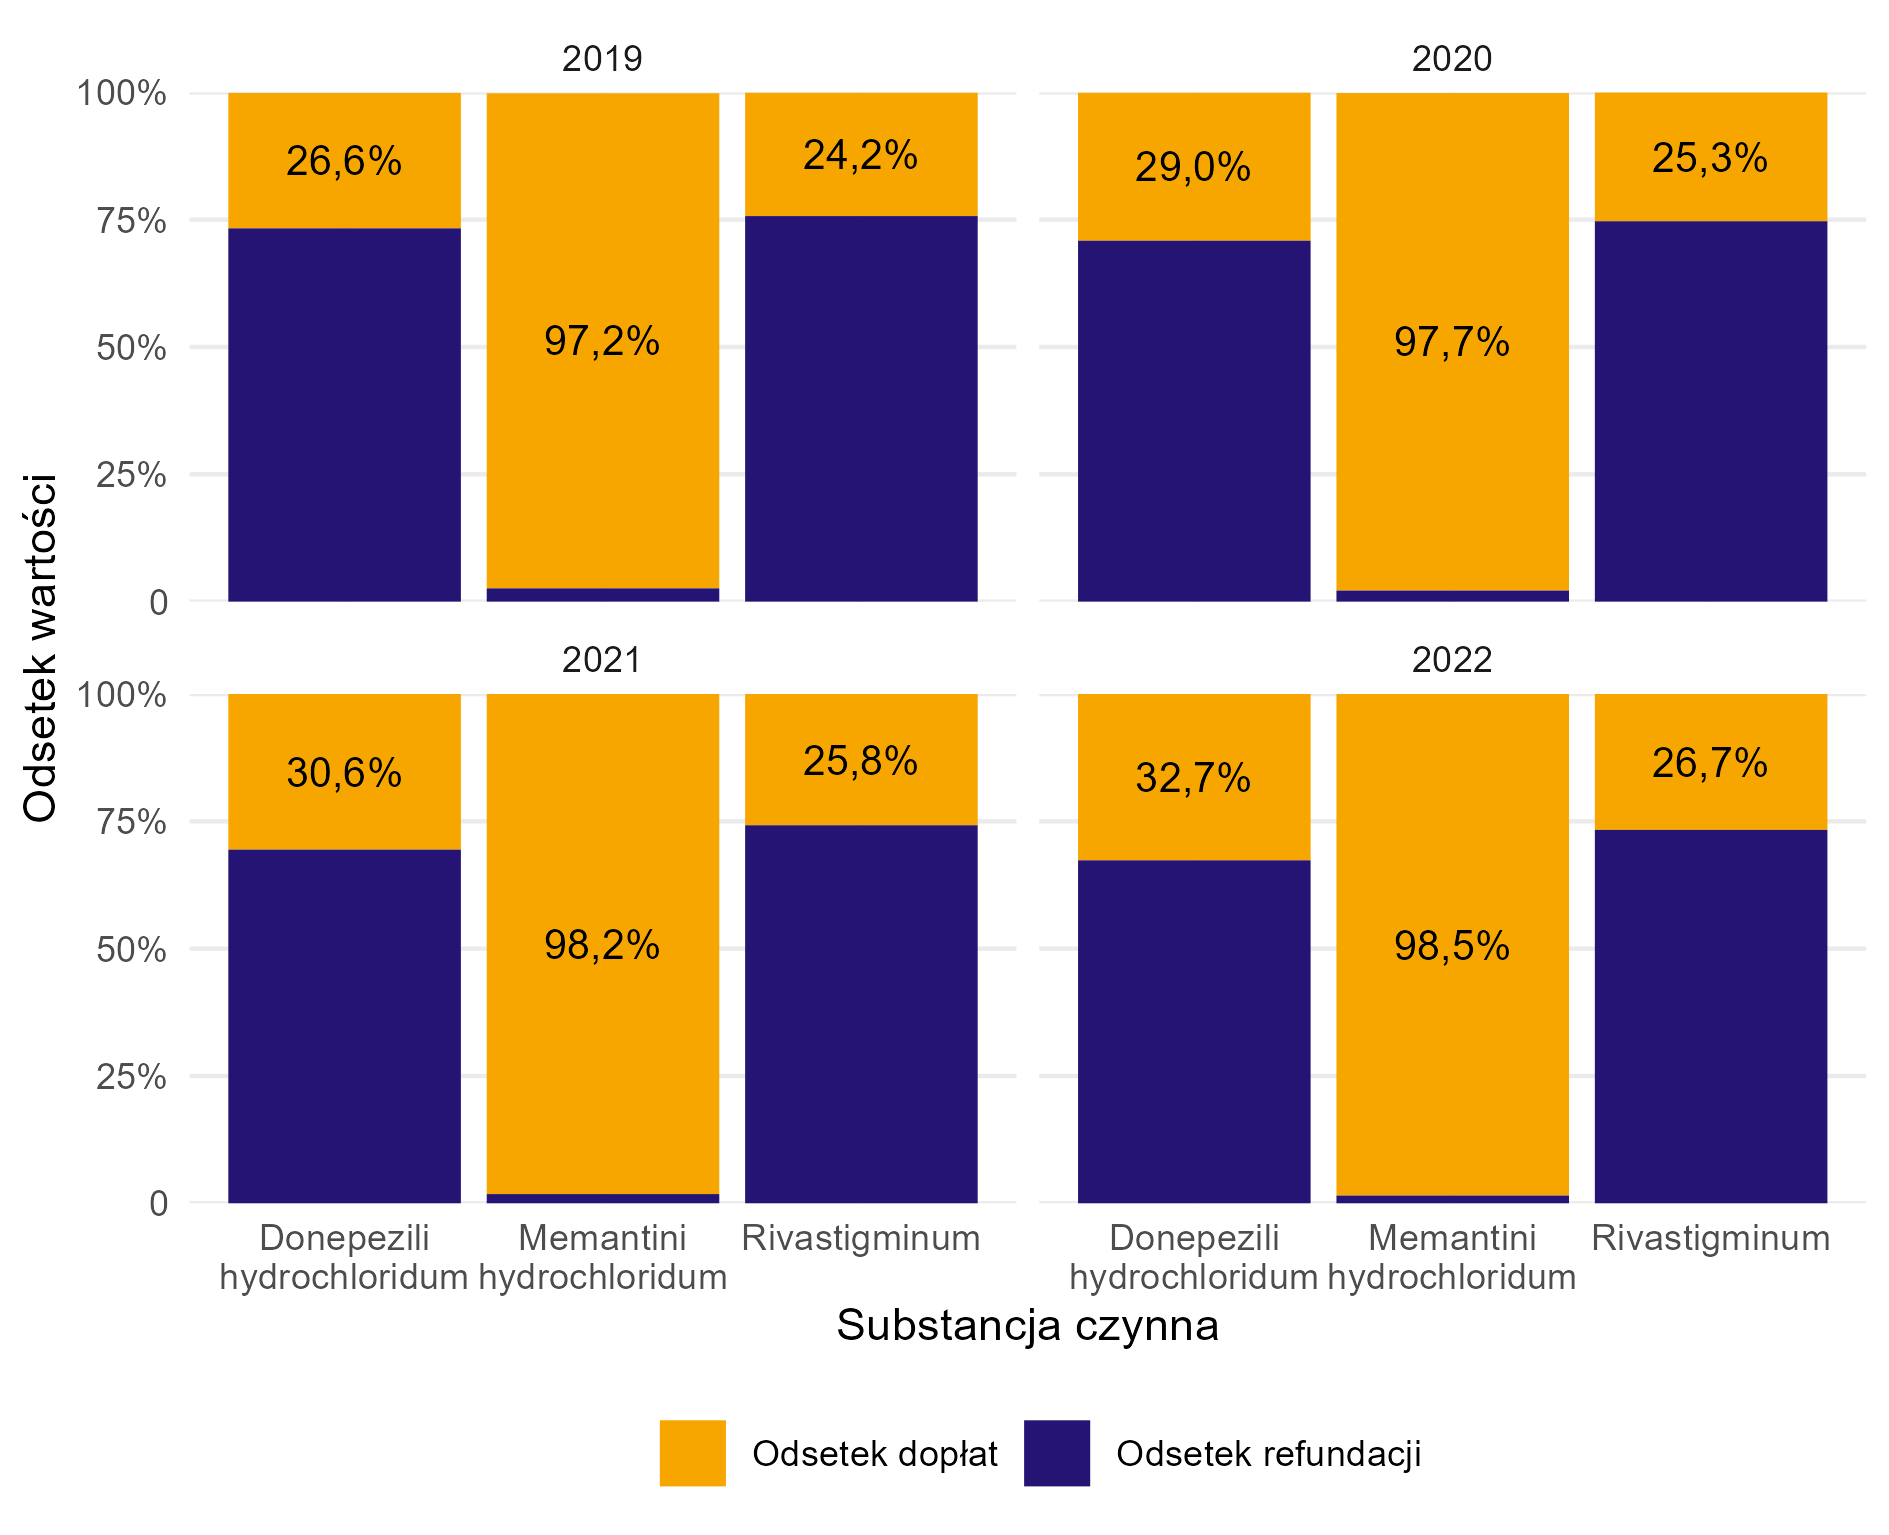 2019
2020
100%
75%
50%
25%
0
26,6%
97,2%
24,2%
29,0%
97,7%
25,3%
Odsetek wartości
2021
2022
100%
75%
50%
25%
0
30,6%
98,2%
25,8%
32,7%
98,5%
26,7%
Donepezili
hydrochloridum
Memantini
hydrochloridum
Rivastigminum
Donepezili
hydrochloridum
Memantini
hydrochloridum
Rivastigminum
Substancja czynna
Odsetek dopłat
Odsetek refundacji